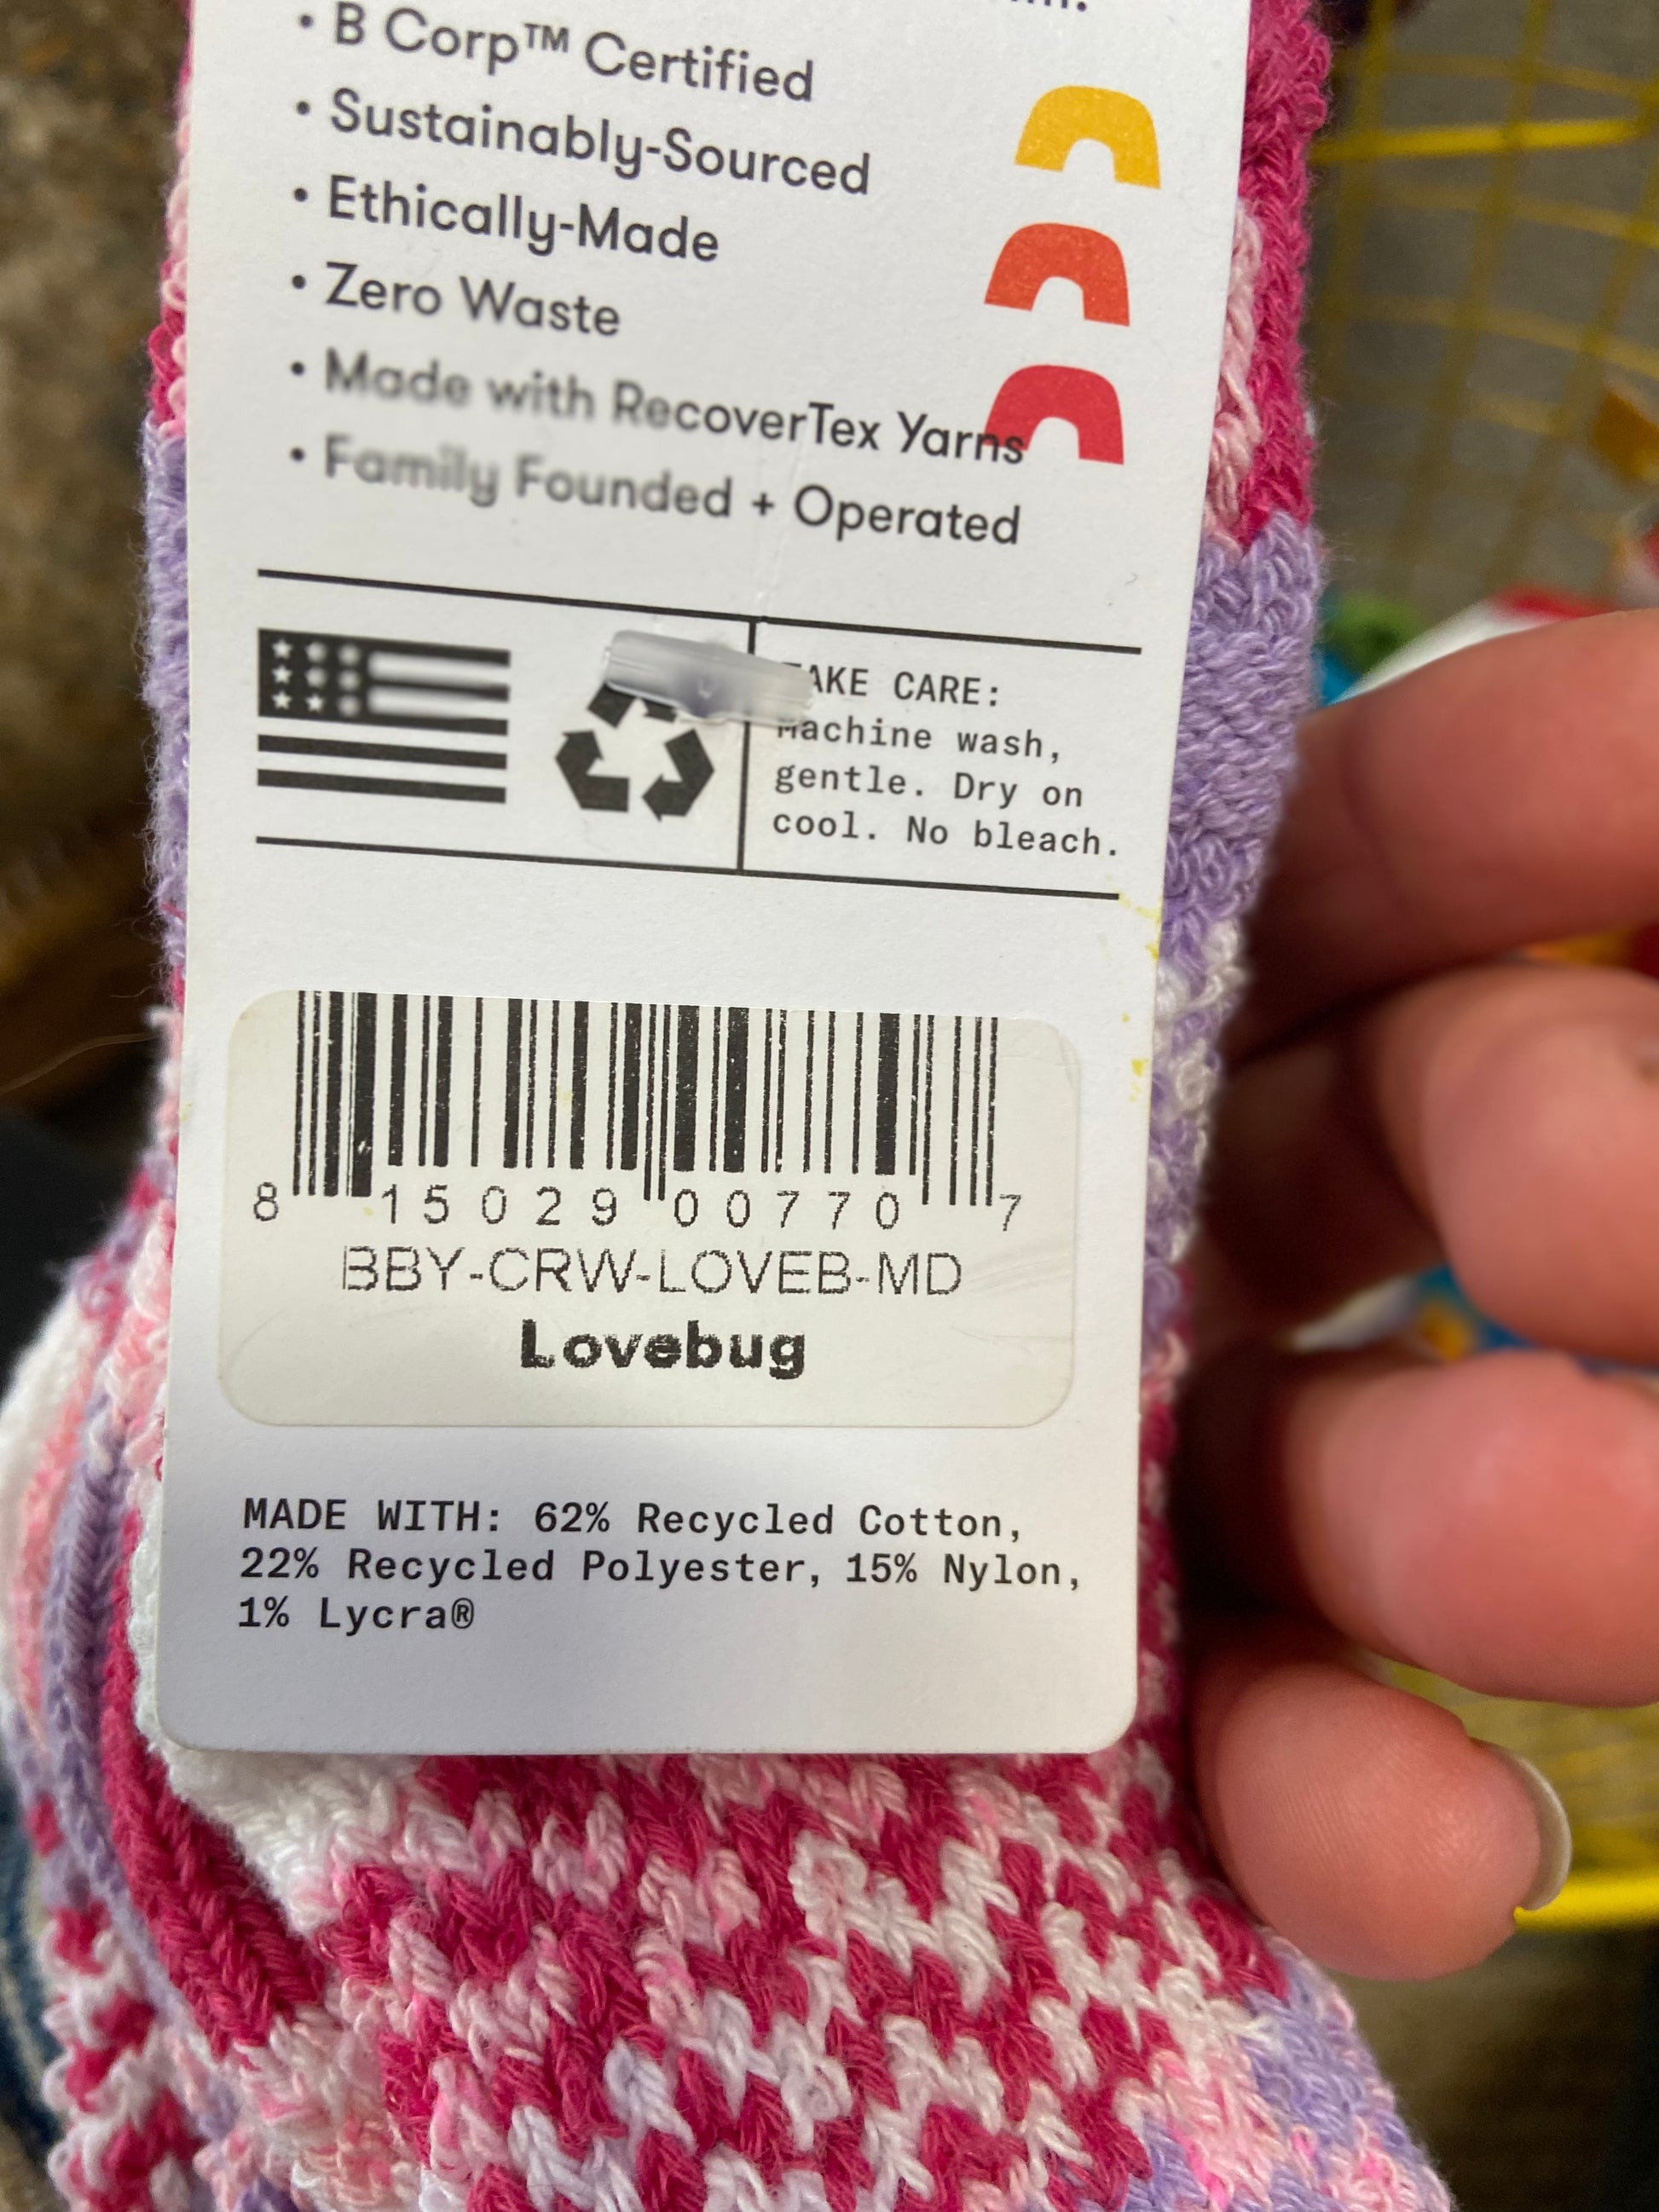 • B Corp™ Certified
• Sustainably-Sourced
• Ethically-Made
• Zero Waste
• Made with RecoverTex Yarns
• Family Founded + Operated
TAKE CARE:
Machine wash,
gentle. Dry on
cool. No bleach.
8 15029 00770 7
BBY-CRW-LOVEB-MD
Lovebug
MADE WITH: 62% Recycled Cotton,
22% Recycled Polyester, 15% Nylon,
1% Lycra®